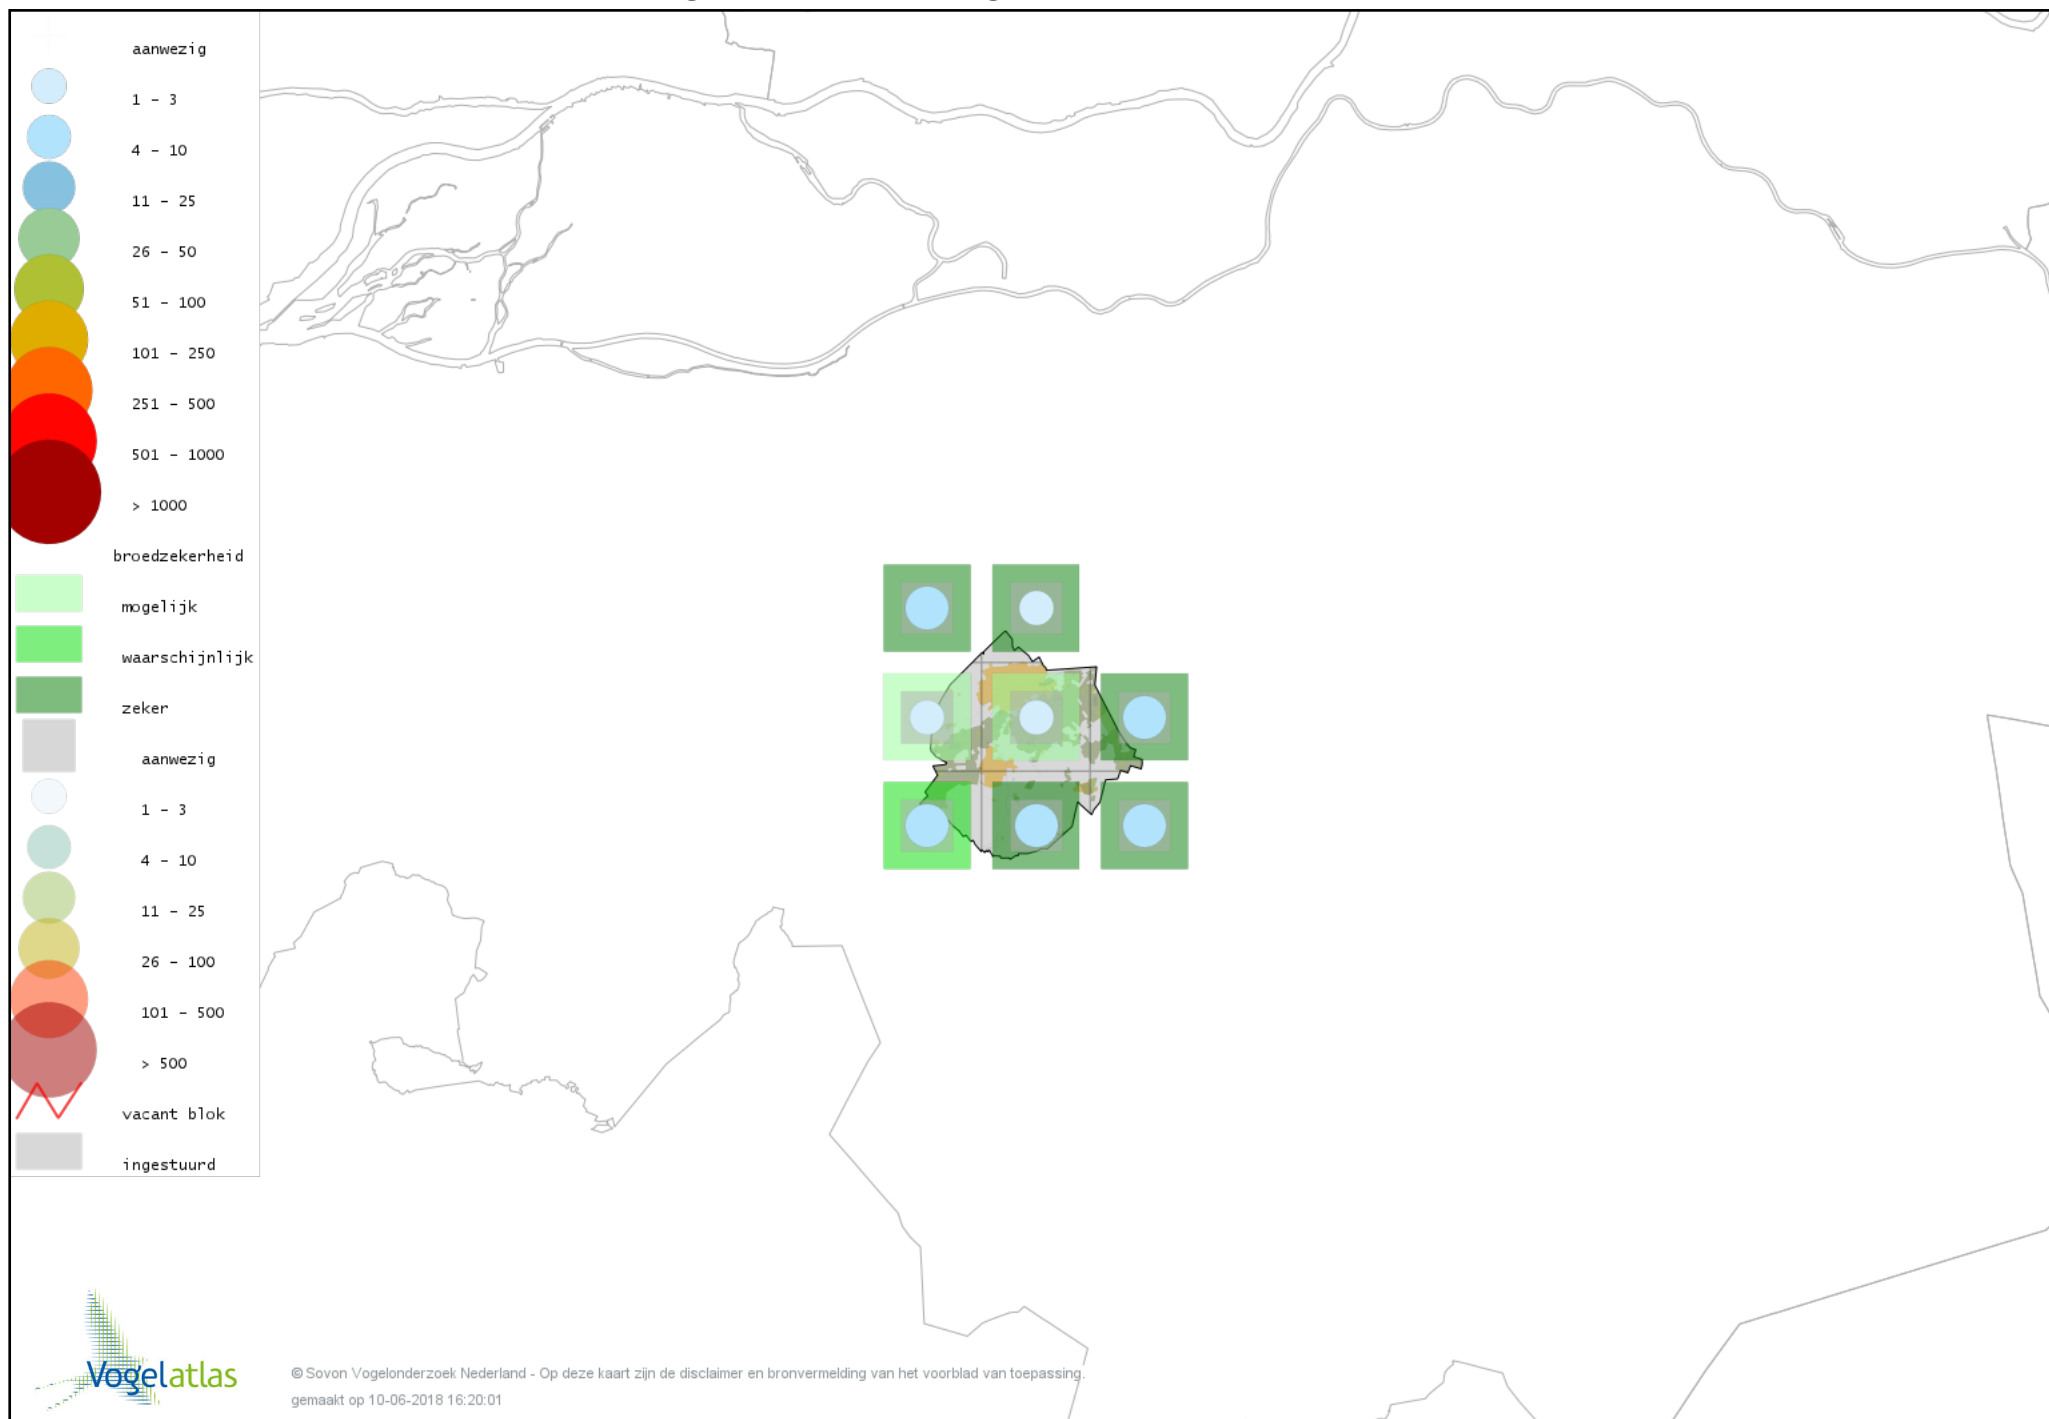 aanwezig
1 - 3
4 - 10
11 - 25
26 - 50
51 - 100
101 - 250
251 - 500
501 - 1000
> 1000
broedzekerheid
mogelijk
waarschijnlijk
zeker
aanwezig
1 - 3
4 - 10
11 - 25
26 - 100
101 - 500
> 500
vacant blok
ingestuurd
Vogelatlas
© Sovon Vogelonderzoek Nederland - Op deze kaart zijn de disclaimer en bronvermelding van het voorblad van toepassing.
gemaakt op 10-06-2018 16:20:01